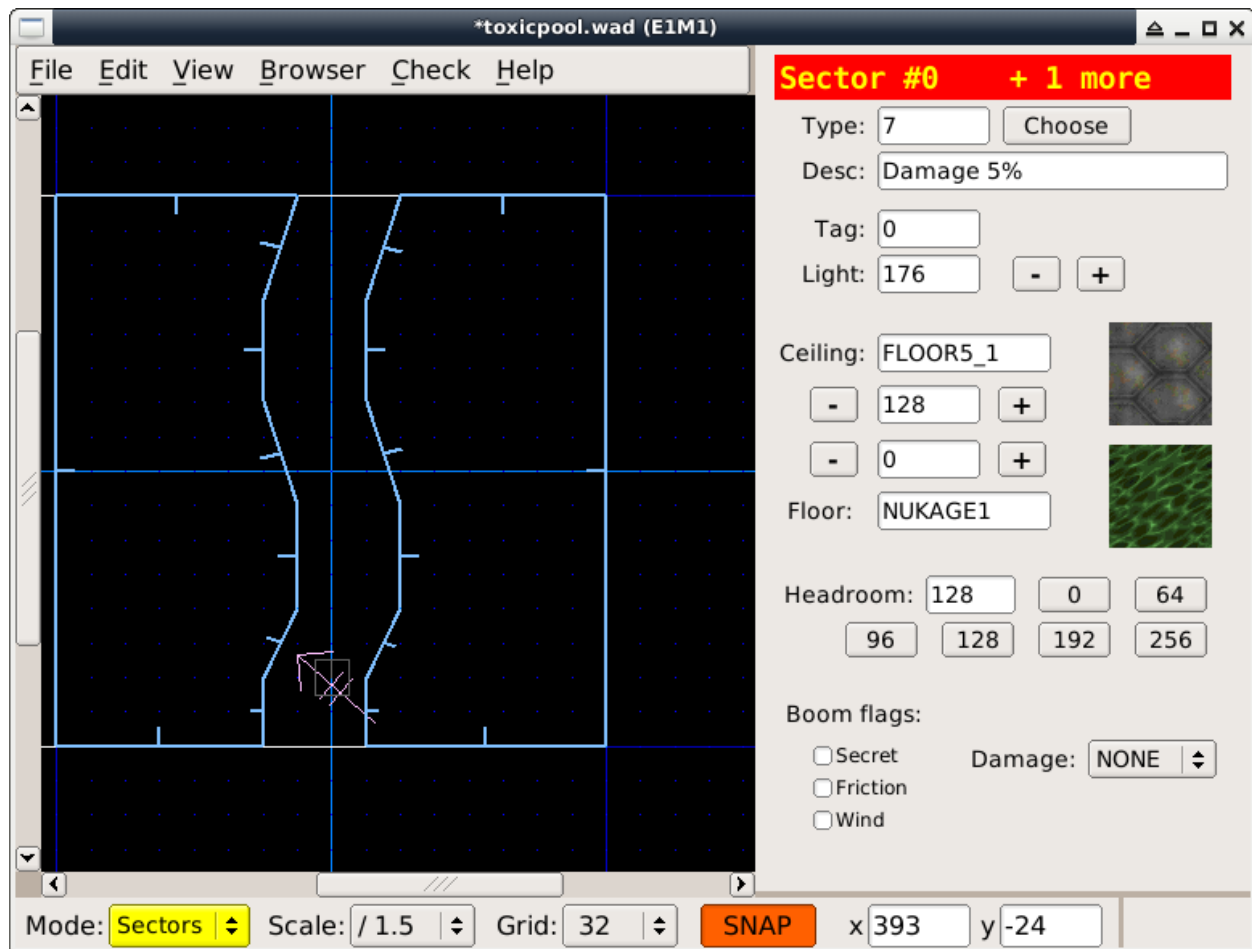 *toxicpool.wad (E1M1)
File Edit View Browser Check Help
Sector #0 + 1 more
Type: 7 Choose
Desc: Damage 5%
Tag: 0
Light: 176 - +
Ceiling: FLOOR5_1
- 128 +
- 0 +
Floor: NUKAGE1
Headroom: 128 0 64
96 128 192 256
Boom flags:
Secret Damage: NONE
Friction
Wind
Mode: Sectors Scale: / 1.5 Grid: 32 SNAP x 393 y -24